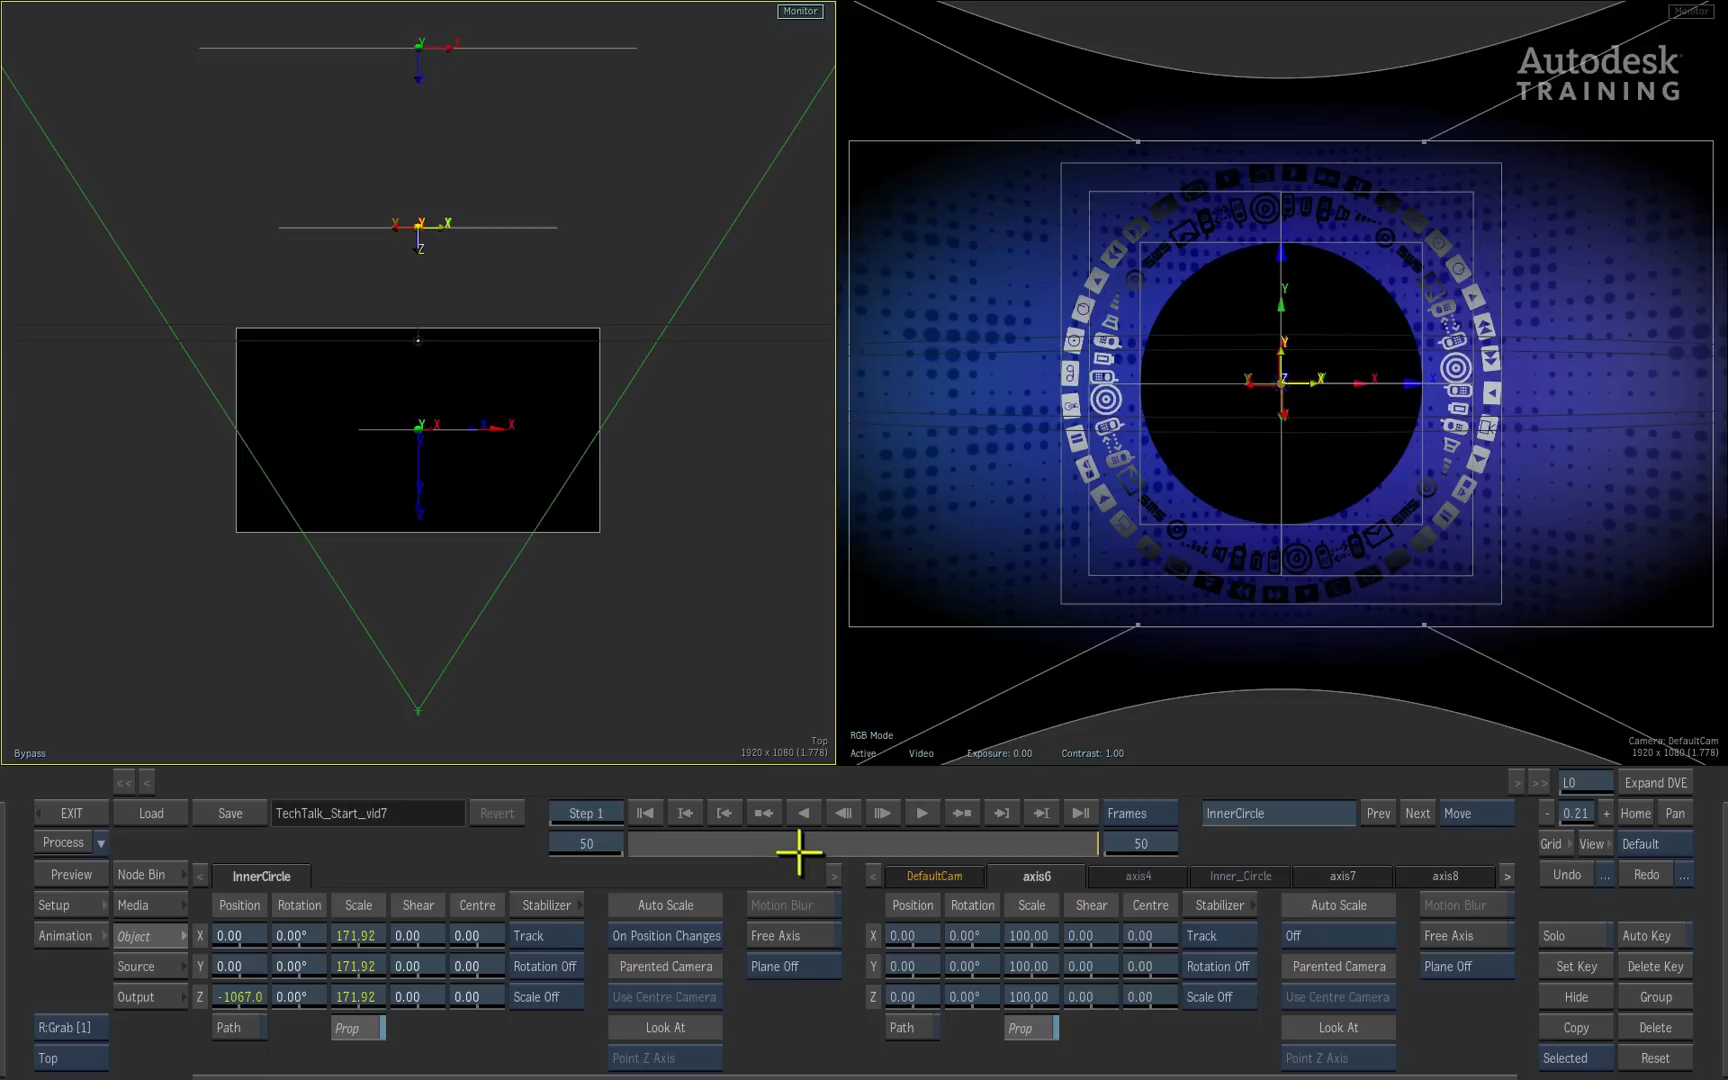 Monitor
Monitor
Autodesk
TRAINING
Y
X
X Y X
Z
Y X X
Z
Z
Y
Y
Y Z X X X
SMS
SMS
SMS
SMS
Top
Bypass
1920 x 1080 (1.778)
RGB Mode
Active Video Exposure: 0.00 Contrast: 1.00
Camera: DefaultCam
1920 x 1080 (1.778)
<< < > >> L0 Expand DVE
EXIT Load Save TechTalk_Start_vid7 Revert Step 1 Frames InnerCircle Prev Next Move - 0.21 + Home Pan
Process 50 50 Grid View Default
Preview Node Bin < InnerCircle > < DefaultCam axis6 axis4 Inner_Circle axis7 axis8 > Undo ... Redo ...
Setup Media Position Rotation Scale Shear Centre Stabilizer Auto Scale Motion Blur Position Rotation Scale Shear Centre Stabilizer Auto Scale Motion Blur
Animation Object X 0.00 0.00° 171.92 0.00 0.00 Track On Position Changes Free Axis X 0.00 0.00° 100.00 0.00 0.00 Track Off Free Axis Solo Auto Key
Source Y 0.00 0.00° 171.92 0.00 0.00 Rotation Off Parented Camera Plane Off Y 0.00 0.00° 100.00 0.00 0.00 Rotation Off Parented Camera Plane Off Set Key Delete Key
Output Z -1067.0 0.00° 171.92 0.00 0.00 Scale Off Use Centre Camera Z 0.00 0.00° 100.00 0.00 0.00 Scale Off Use Centre Camera Hide Group
R:Grab [1] Path Prop Look At Path Prop Look At Copy Delete
Top Point Z Axis Point Z Axis Selected Reset